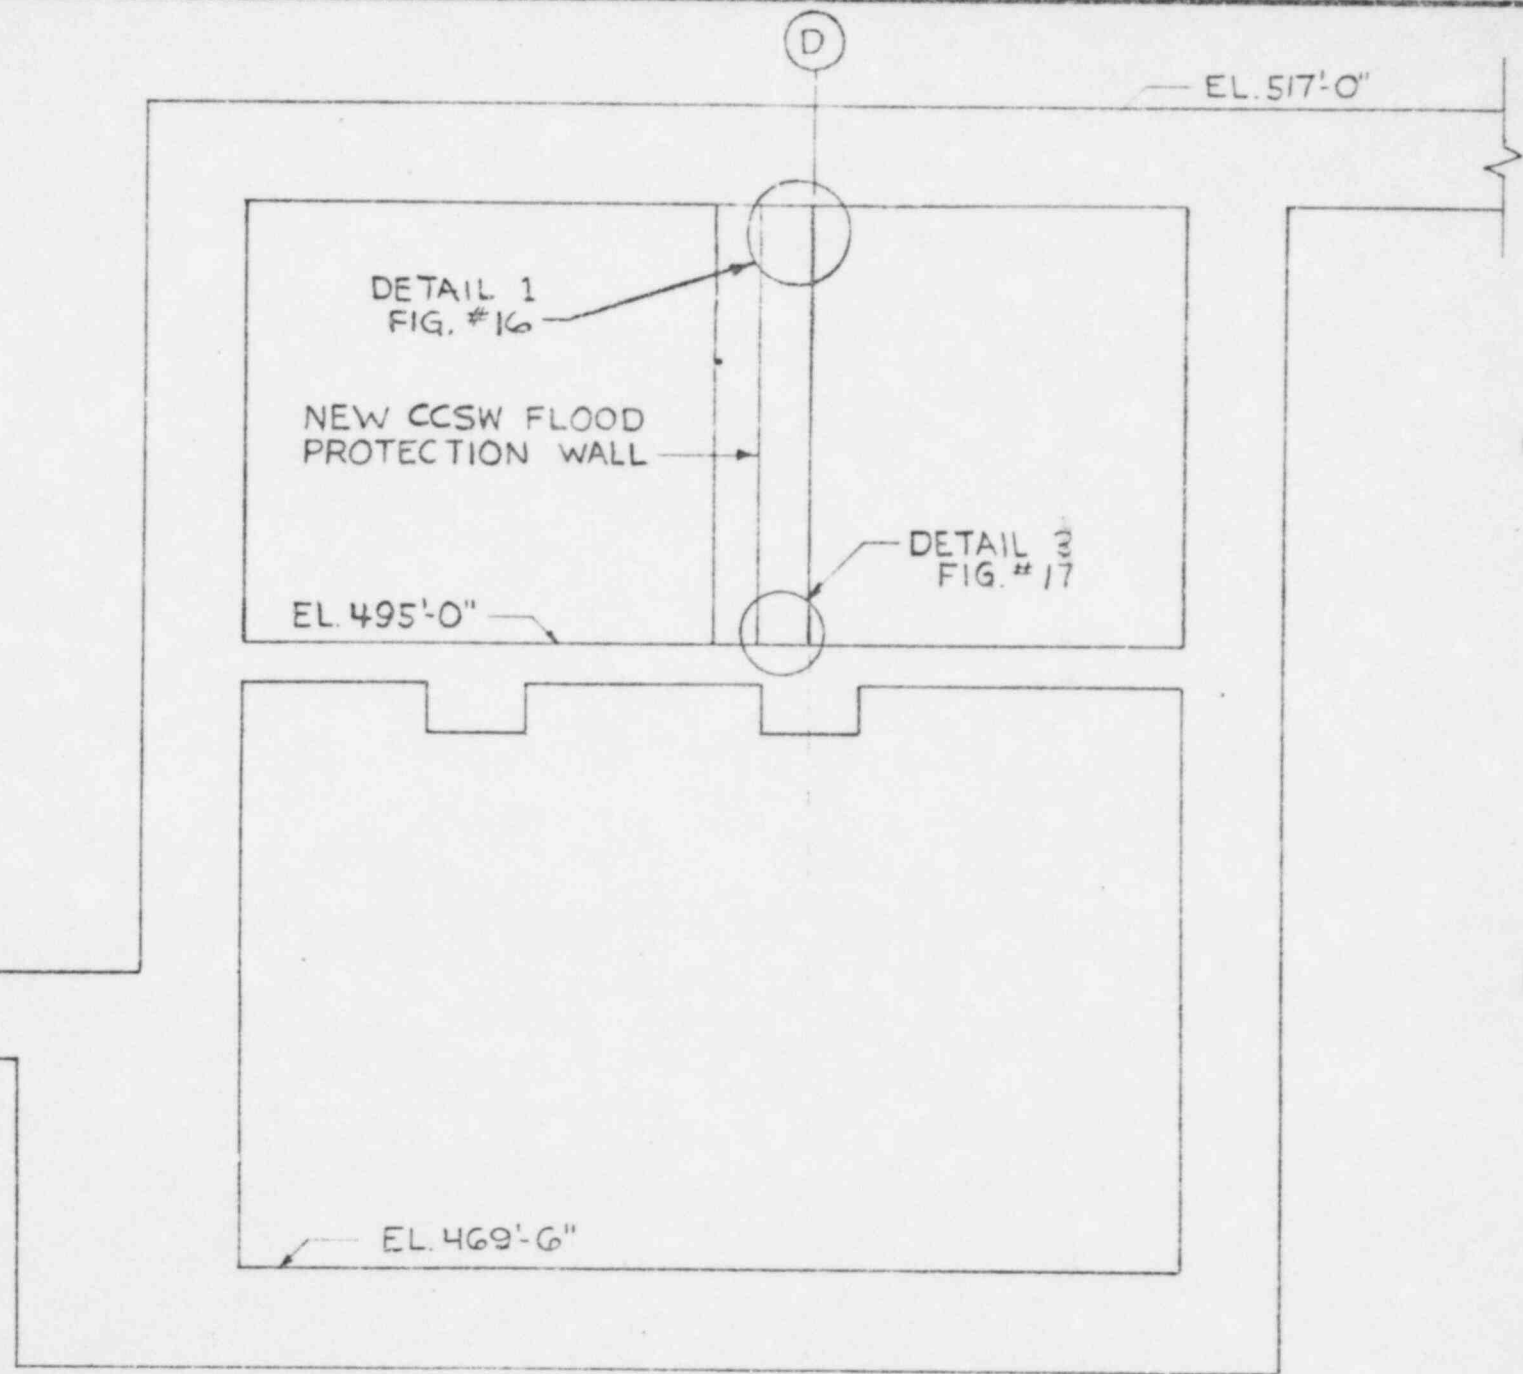 D
EL. 517'-0"
DETAIL 1
FIG. #16
NEW CCSW FLOOD
PROTECTION WALL
DETAIL 3
FIG. #17
EL. 495'-0"
EL. 469'-6"